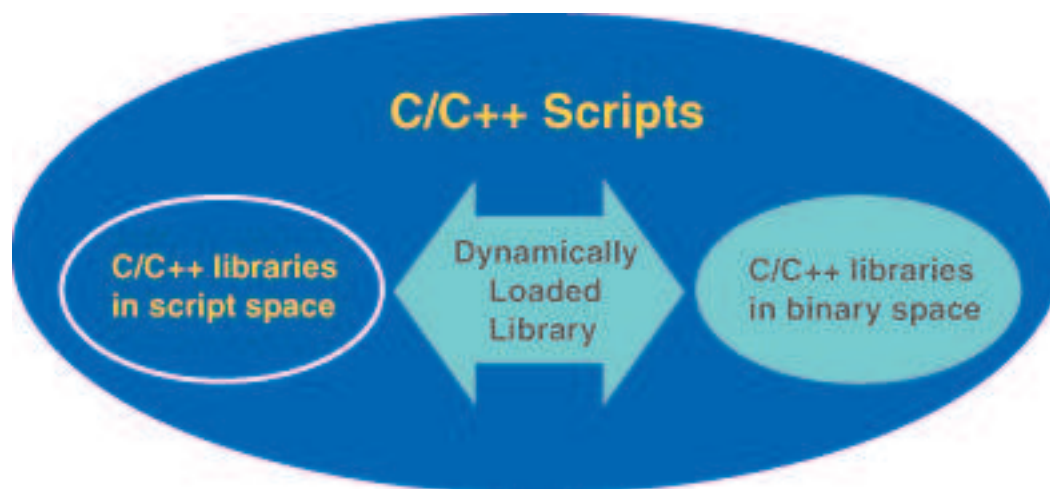 C/C++ Scripts
C/C++ libraries
in script space
Dynamically
Loaded
Library
C/C++ libraries
in binary space